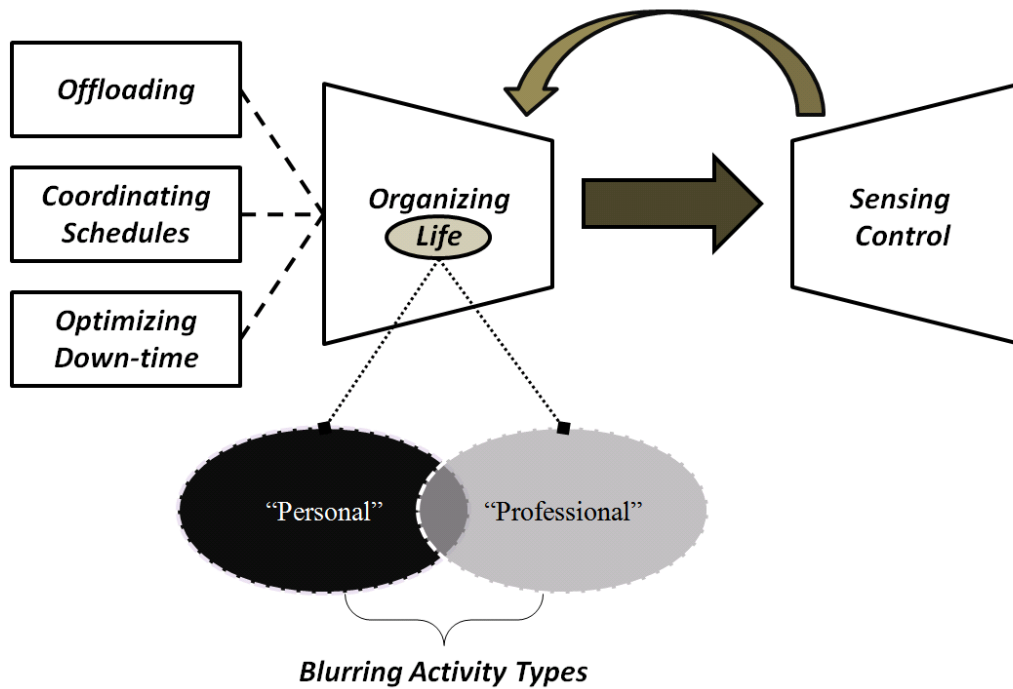 Offloading
Coordinating
Schedules
Optimizing
Down-time
Organizing
Life
Sensing
Control
“Personal”
“Professional”
Blurring Activity Types